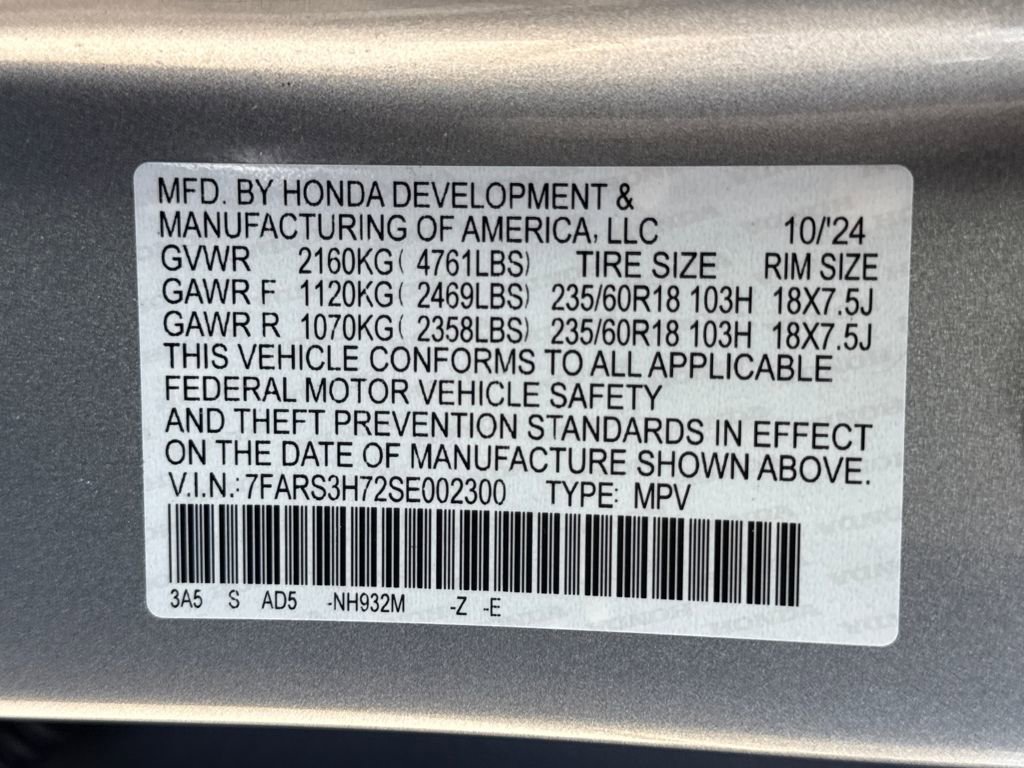 MFD. BY HONDA DEVELOPMENT &
MANUFACTURING OF AMERICA, LLC 10/'24
GVWR 2160KG( 4761LBS) TIRE SIZE RIM SIZE
GAWR F 1120KG( 2469LBS) 235/60R18 103H 18X7.5J
GAWR R 1070KG( 2358LBS) 235/60R18 103H 18X7.5J
THIS VEHICLE CONFORMS TO ALL APPLICABLE
FEDERAL MOTOR VEHICLE SAFETY
AND THEFT PREVENTION STANDARDS IN EFFECT
ON THE DATE OF MANUFACTURE SHOWN ABOVE.
V.I.N.: 7FARS3H72SE002300 TYPE: MPV
3A5 S AD5 -NH932M -Z -E